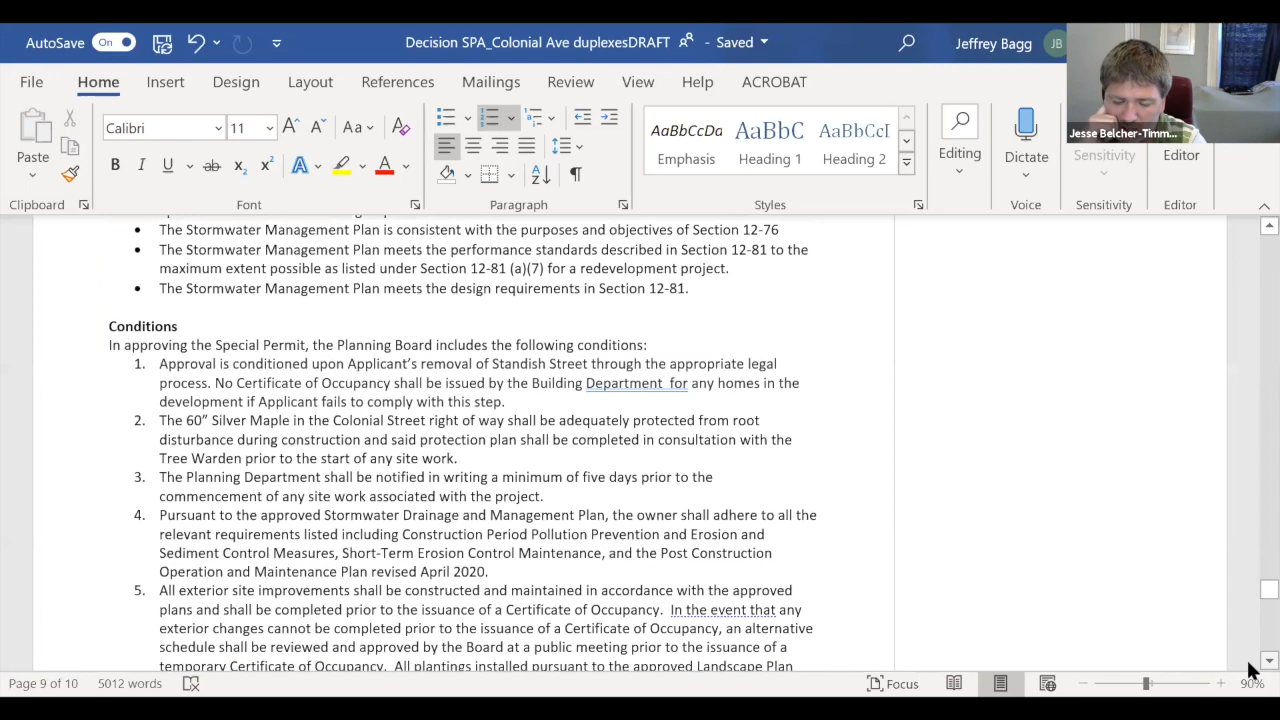 AutoSave On Decision SPA_Colonial Ave duplexesDRAFT - Saved Jeffrey Bagg JB
File Home Insert Design Layout References Mailings Review View Help ACROBAT
Jesse Belcher-Timm...
Calibri 11 Aa
AaBbCcDa AaBbC AaBbCcI
Paste B I U ab x2 x2 A A Emphasis Heading 1 Heading 2 Editing Dictate Sensitivity Editor
Clipboard Font Paragraph Styles Voice Sensitivity Editor
• The Stormwater Management Plan is consistent with the purposes and objectives of Section 12-76
• The Stormwater Management Plan meets the performance standards described in Section 12-81 to the
maximum extent possible as listed under Section 12-81 (a)(7) for a redevelopment project.
• The Stormwater Management Plan meets the design requirements in Section 12-81.
Conditions
In approving the Special Permit, the Planning Board includes the following conditions:
1. Approval is conditioned upon Applicant's removal of Standish Street through the appropriate legal
process. No Certificate of Occupancy shall be issued by the Building Department for any homes in the
development if Applicant fails to comply with this step.
2. The 60” Silver Maple in the Colonial Street right of way shall be adequately protected from root
disturbance during construction and said protection plan shall be completed in consultation with the
Tree Warden prior to the start of any site work.
3. The Planning Department shall be notified in writing a minimum of five days prior to the
commencement of any site work associated with the project.
4. Pursuant to the approved Stormwater Drainage and Management Plan, the owner shall adhere to all the
relevant requirements listed including Construction Period Pollution Prevention and Erosion and
Sediment Control Measures, Short-Term Erosion Control Maintenance, and the Post Construction
Operation and Maintenance Plan revised April 2020.
5. All exterior site improvements shall be constructed and maintained in accordance with the approved
plans and shall be completed prior to the issuance of a Certificate of Occupancy. In the event that any
exterior changes cannot be completed prior to the issuance of a Certificate of Occupancy, an alternative
schedule shall be reviewed and approved by the Board at a public meeting prior to the issuance of a
temporary Certificate of Occupancy. All plantings installed pursuant to the approved Landscape Plan
Page 9 of 10 5012 words Focus 90%